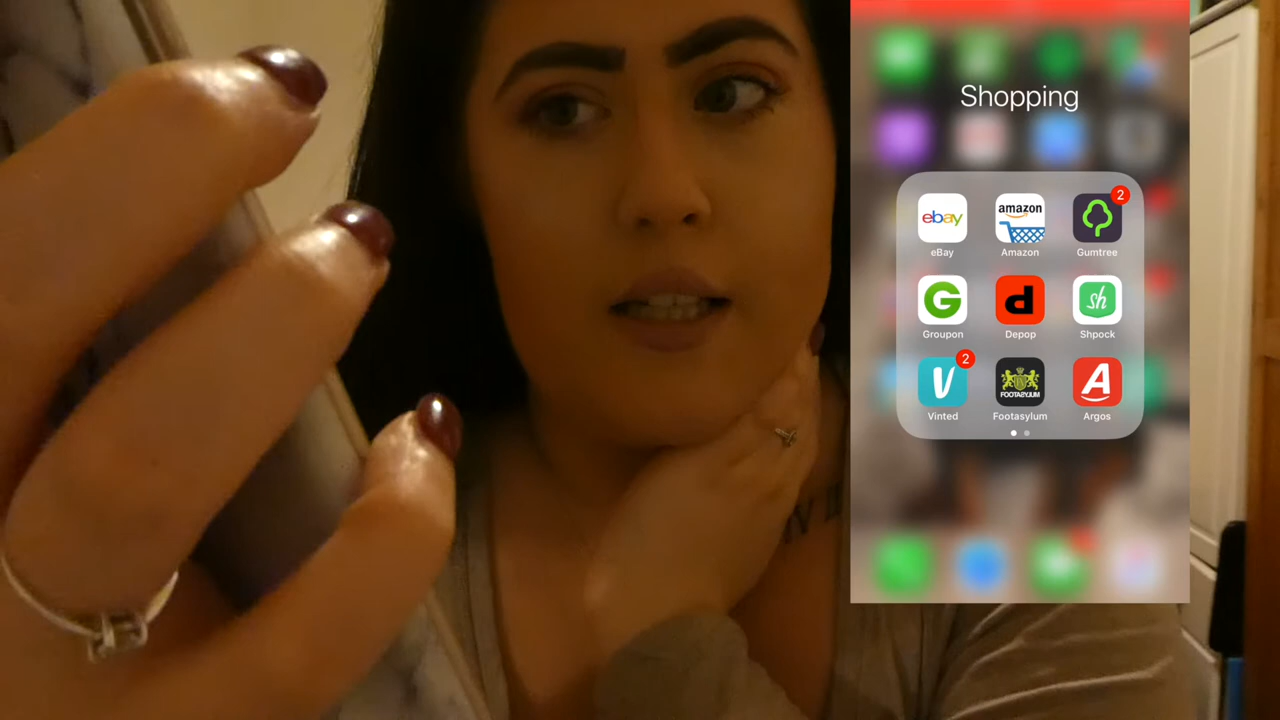 Shopping
ebay
amazon
2
eBay
Amazon
Gumtree
G
d
sh
Groupon
Depop
Shpock
V
2
FOOTASYLUM
A
Vinted
Footasylum
Argos